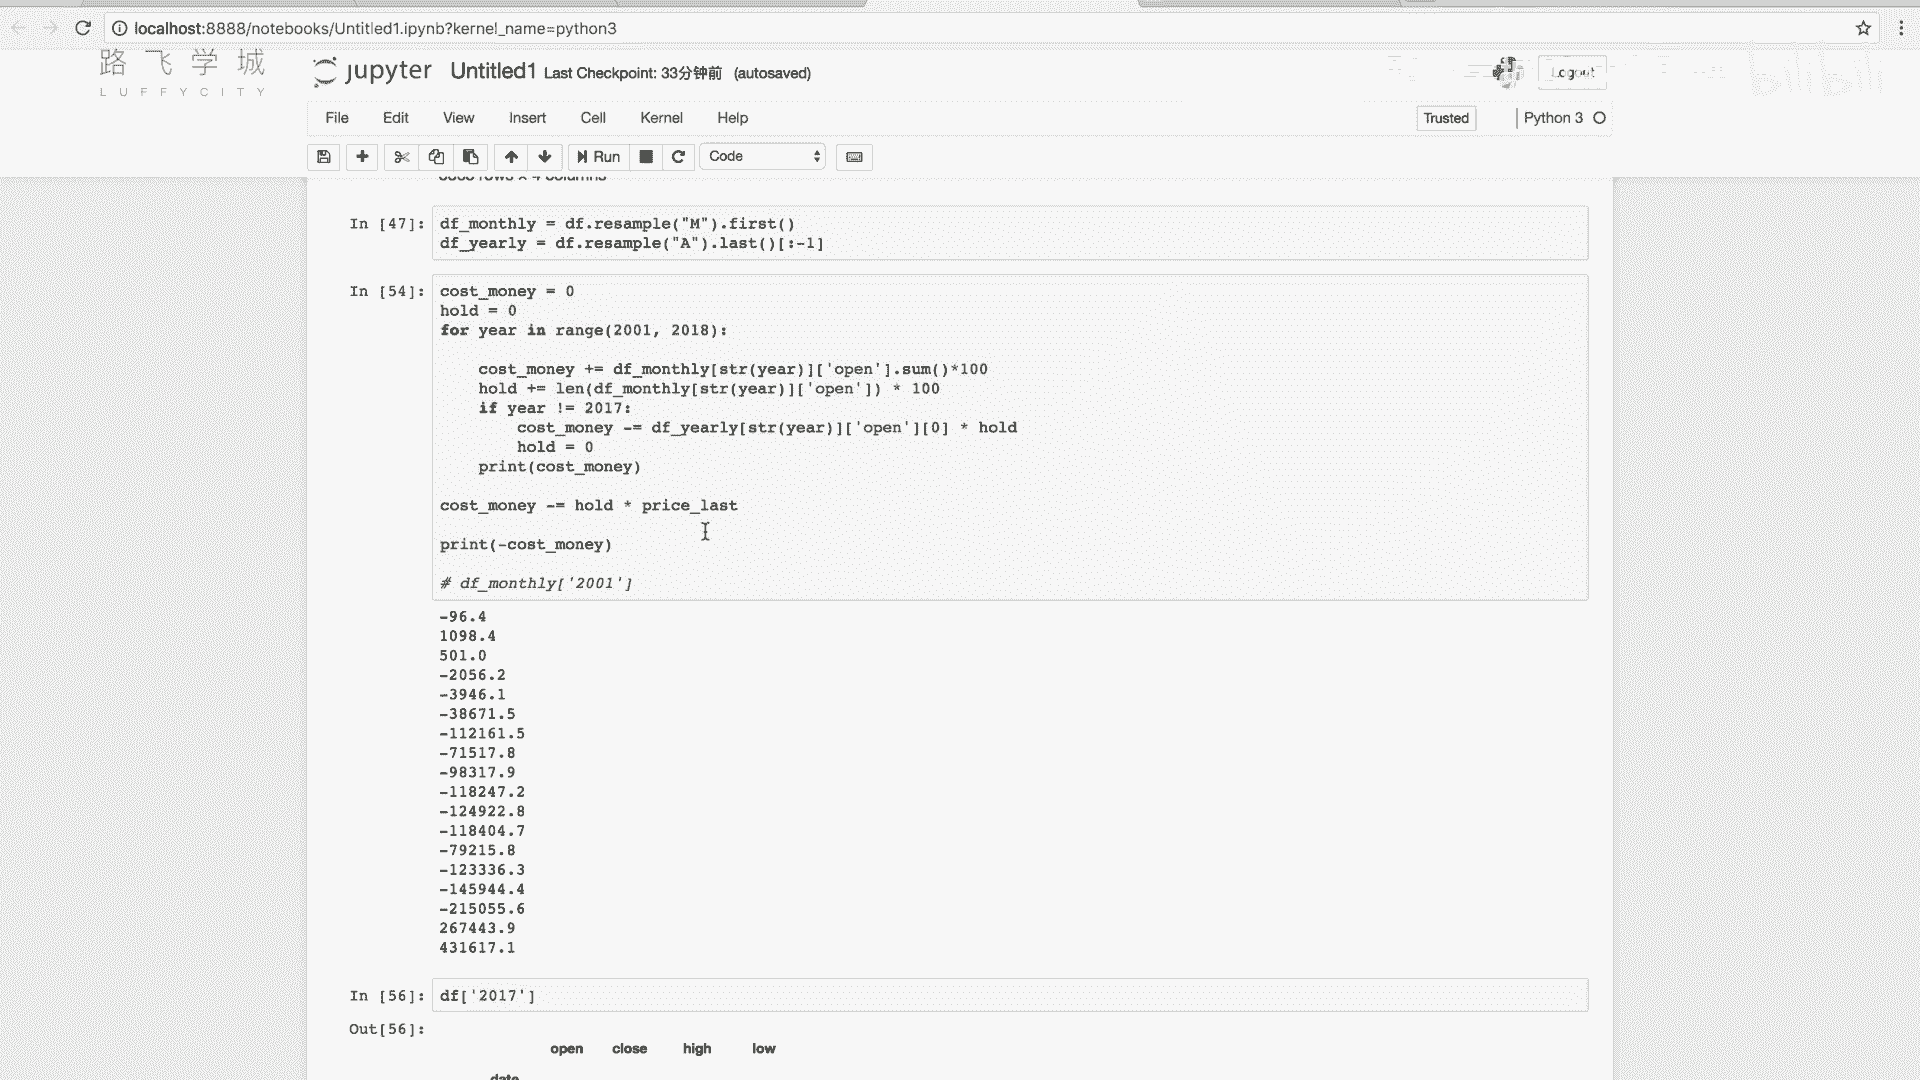 localhost:8888/notebooks/Untitled1.ipynb?kernel_name=python3
路飞学城
LUFFYCITY
jupyter Untitled1 Last Checkpoint: 33分钟前 (autosaved)
Logout
bilibili
File Edit View Insert Cell Kernel Help
Trusted Python 3
Run Code
In [47]: df_monthly = df.resample("M").first()
df_yearly = df.resample("A").last()[:-1]
In [54]: cost_money = 0
hold = 0
for year in range(2001, 2018):
cost_money += df_monthly[str(year)]['open'].sum()*100
hold += len(df_monthly[str(year)]['open']) * 100
if year != 2017:
cost_money -= df_yearly[str(year)]['open'][0] * hold
hold = 0
print(cost_money)
cost_money -= hold * price_last
print(-cost_money)
# df_monthly['2001']
-96.4
1098.4
501.0
-2056.2
-3946.1
-38671.5
-112161.5
-71517.8
-98317.9
-118247.2
-124922.8
-118404.7
-79215.8
-123336.3
-145944.4
-215055.6
267443.9
431617.1
In [56]: df['2017']
Out[56]:
open close high low
date